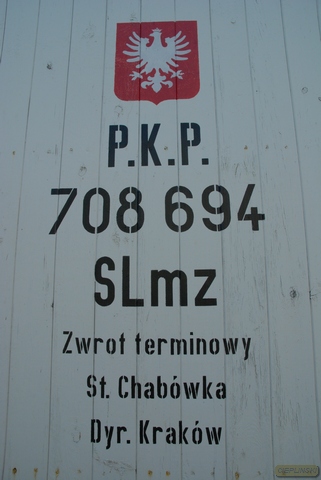 P.K.P.
708 694
SLmz
Zwrot terminowy
St. Chabówka
Dyr. Kraków